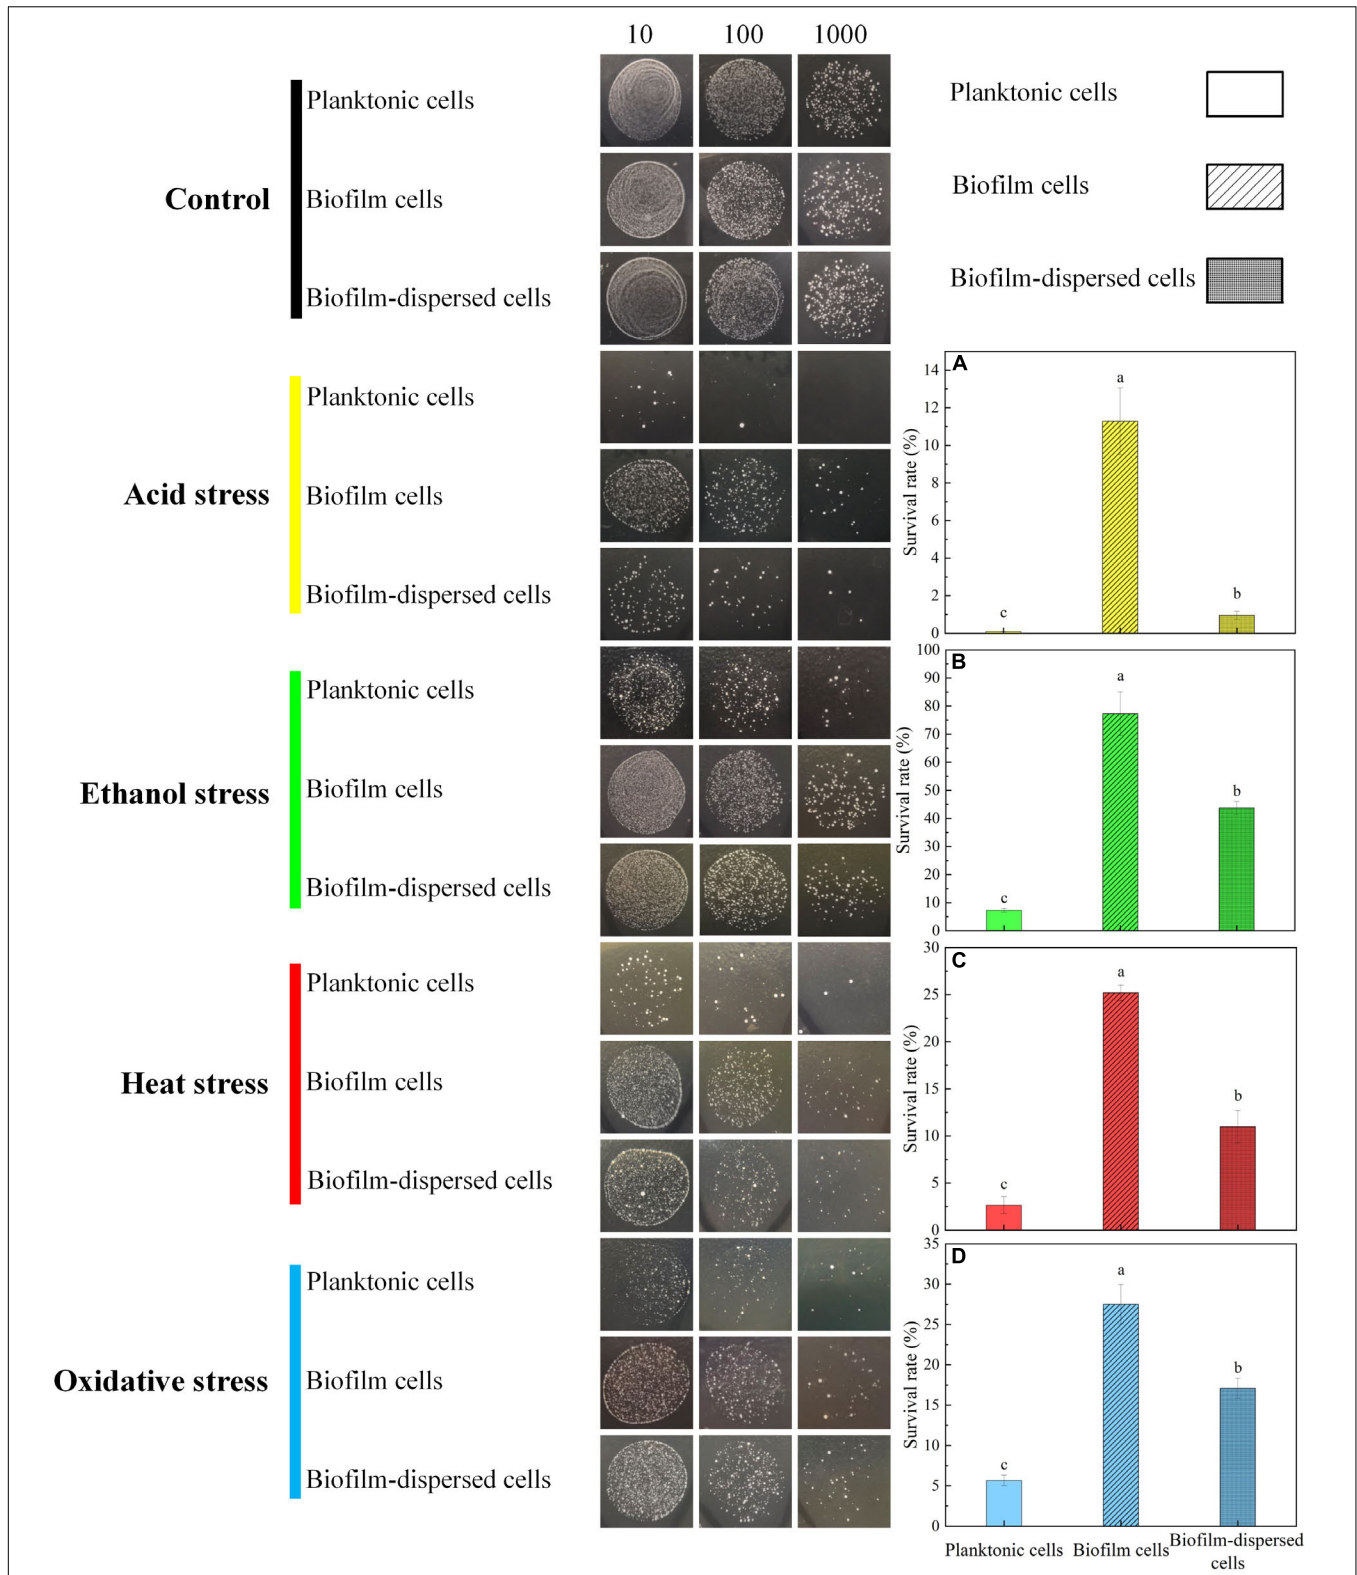 10 100 1000
Control
Planktonic cells
Biofilm cells
Biofilm-dispersed cells
Acid stress
Planktonic cells
Biofilm cells
Biofilm-dispersed cells
Ethanol stress
Planktonic cells
Biofilm cells
Biofilm-dispersed cells
Heat stress
Planktonic cells
Biofilm cells
Biofilm-dispersed cells
Oxidative stress
Planktonic cells
Biofilm cells
Biofilm-dispersed cells
Planktonic cells
Biofilm cells
Biofilm-dispersed cells
A
Survival rate (%)
14
12
10
8
6
4
2
0
c a b
B
Survival rate (%)
100
90
80
70
60
50
40
30
20
10
0
c a b
C
Survival rate (%)
30
25
20
15
10
5
0
c a b
D
Survival rate (%)
35
30
25
20
15
10
5
0
c a b
Planktonic cells Biofilm cells Biofilm-dispersed
cells